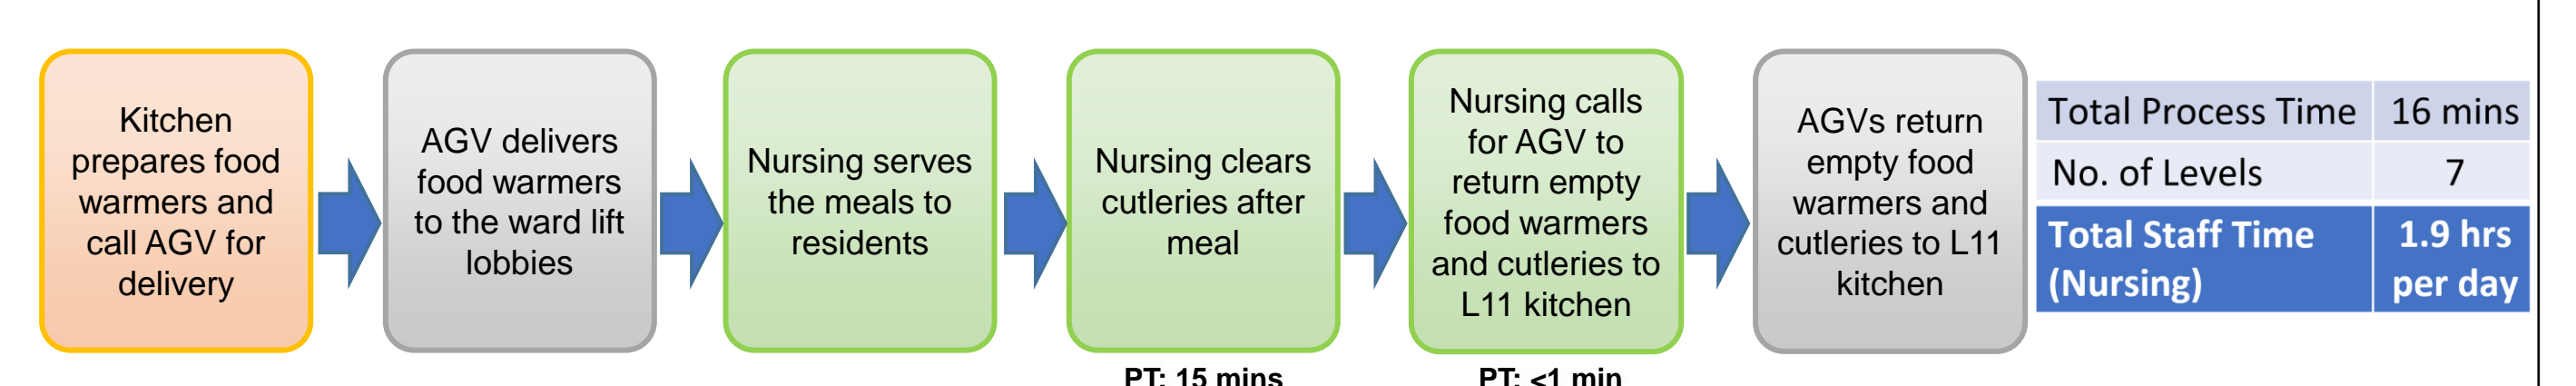 Kitchen
prepares food
warmers and
call AGV for
delivery
AGV delivers
food warmers
to the ward lift
lobbies
Nursing serves
the meals to
residents
Nursing clears
cutleries after
meal
PT: 15 mins
Nursing calls
for AGV to
return empty
food warmers
and cutleries to
L11 kitchen
PT: <1 min
AGVs return
empty food
warmers and
cutleries to L11
kitchen
Total Process Time 16 mins
No. of Levels 7
Total Staff Time 1.9 hrs
(Nursing) per day